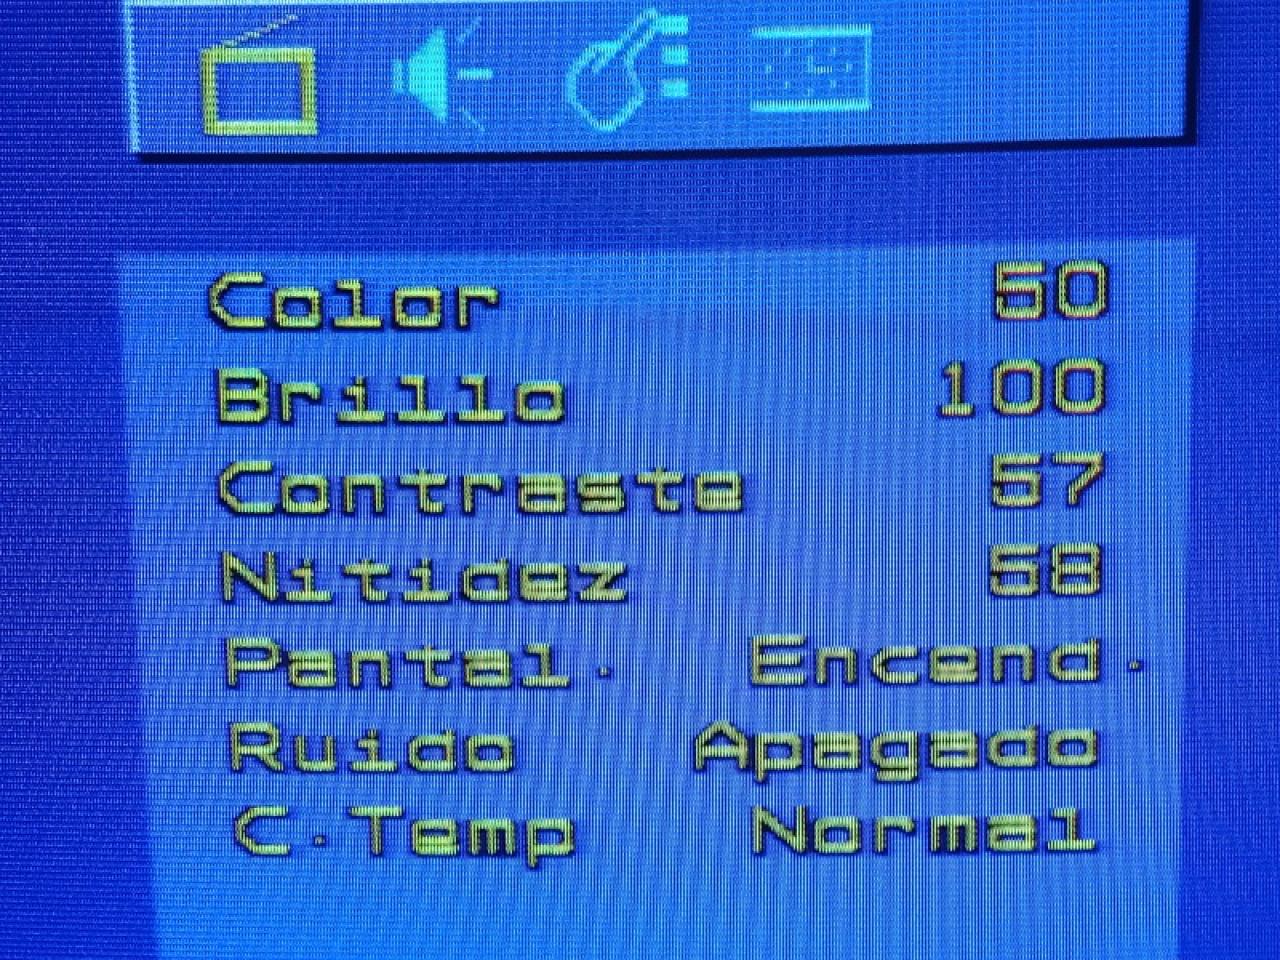 Color 50
Brillo 100
Contraste 57
Nitidez 58
Pantal. Encend.
Ruido Apagado
C.Temp Normal